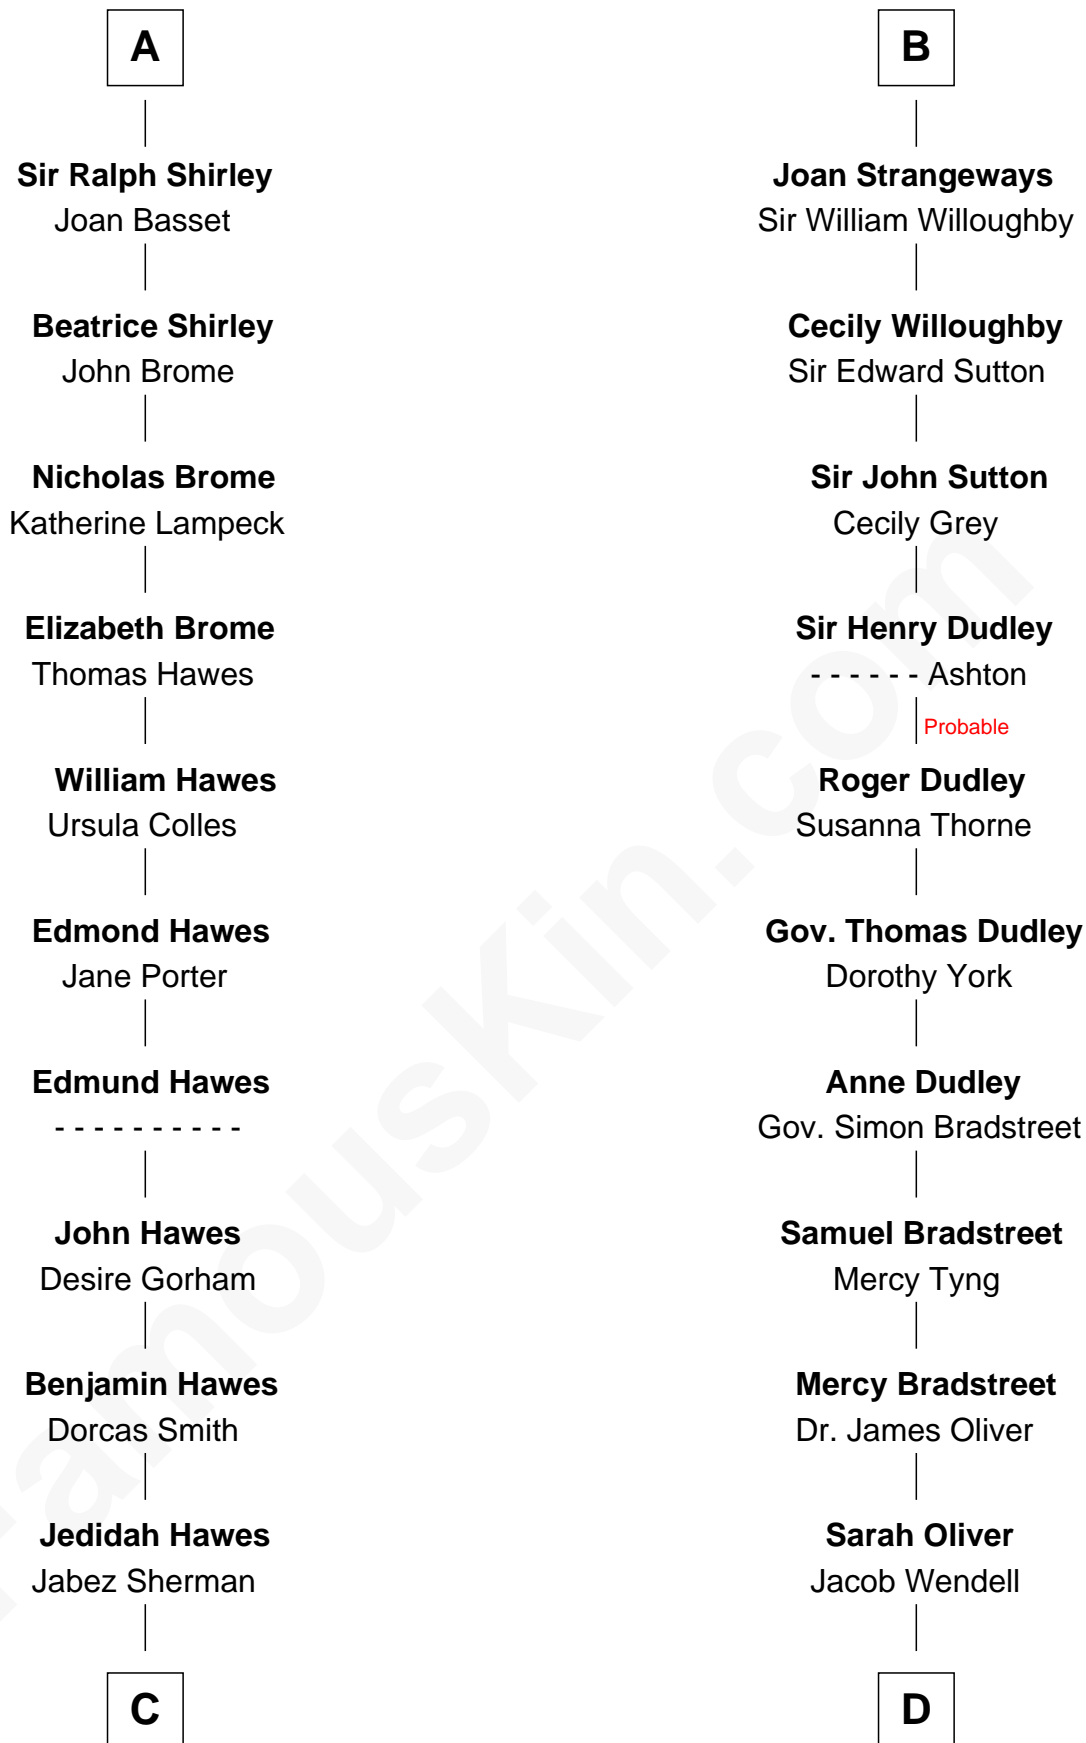 A
Sir Ralph Shirley
Joan Basset
Beatrice Shirley
John Brome
Nicholas Brome
Katherine Lampeck
Elizabeth Brome
Thomas Hawes
William Hawes
Ursula Colles
Edmond Hawes
Jane Porter
Edmund Hawes
- - - - - - - - - -
John Hawes
Desire Gorham
Benjamin Hawes
Dorcas Smith
Jedidah Hawes
Jabez Sherman
C
B
Joan Strangeways
Sir William Willoughby
Cecily Willoughby
Sir Edward Sutton
Sir John Sutton
Cecily Grey
Sir Henry Dudley
- - - - - - Ashton
Probable
Roger Dudley
Susanna Thorne
Gov. Thomas Dudley
Dorothy York
Anne Dudley
Gov. Simon Bradstreet
Samuel Bradstreet
Mercy Tyng
Mercy Bradstreet
Dr. James Oliver
Sarah Oliver
Jacob Wendell
D
FamousKin.com